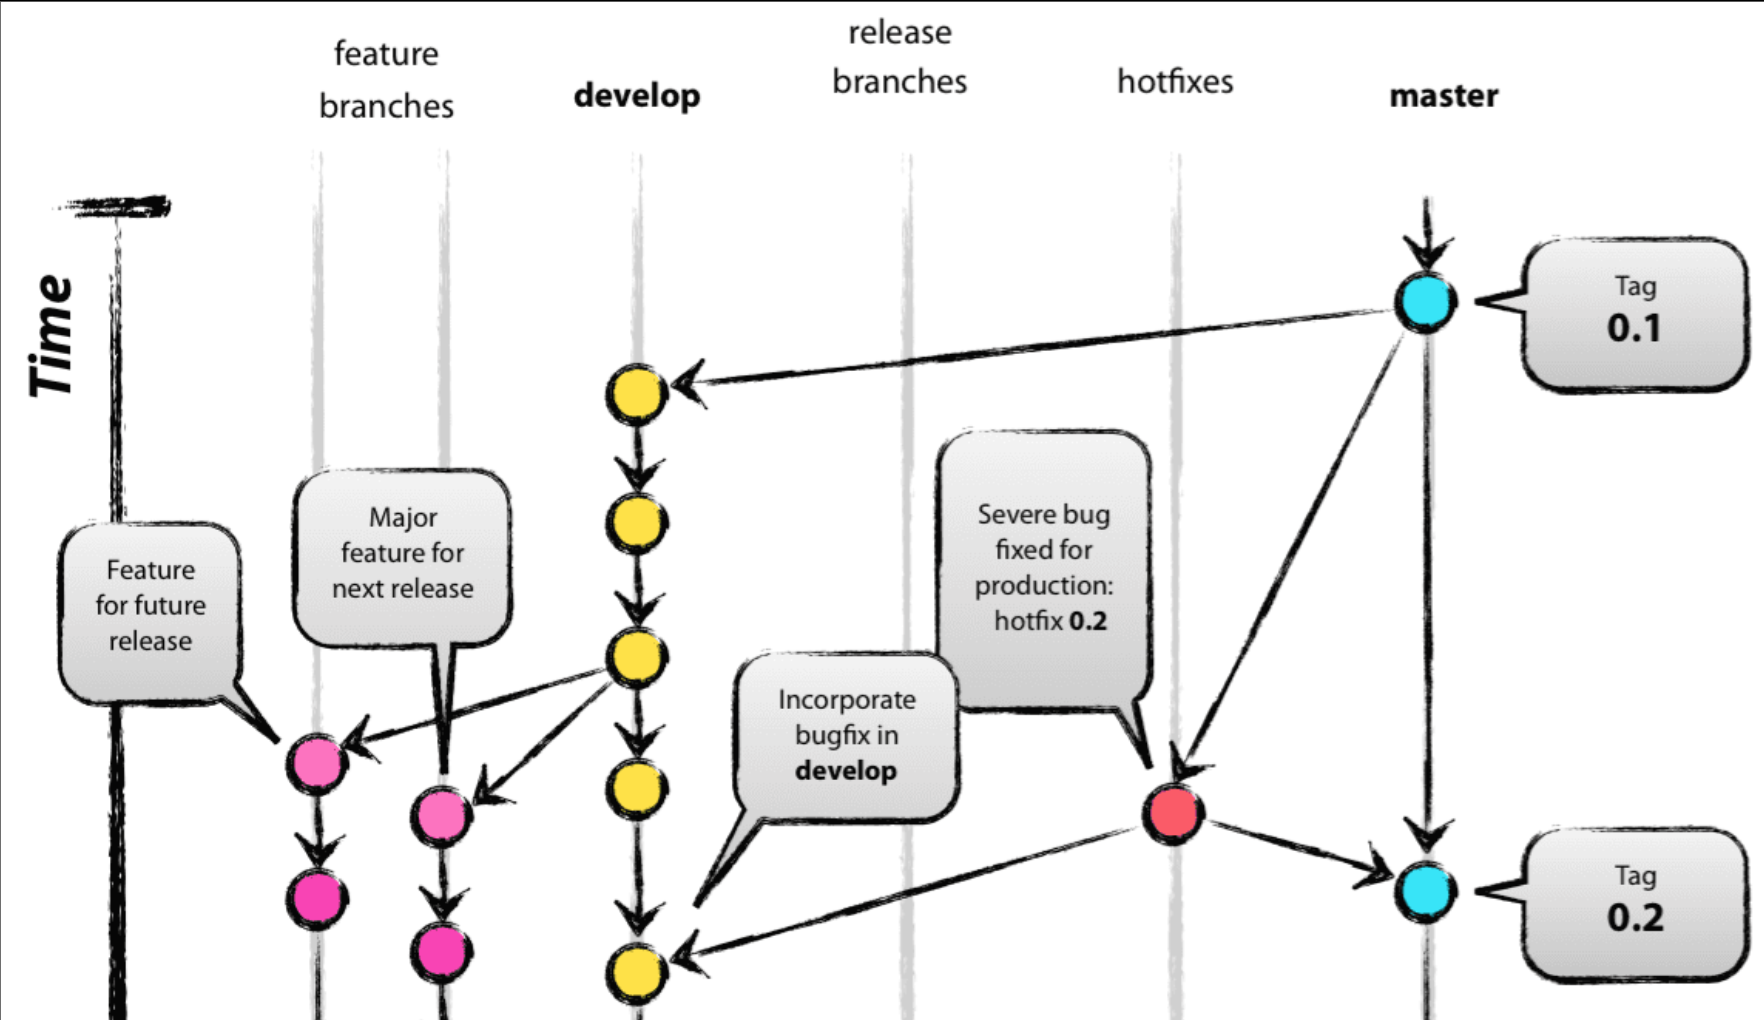 feature
branches
develop
release
branches
hotfixes
master
Time
Tag
0.1
Feature
for future
release
Major
feature for
next release
Severe bug
fixed for
production:
hotfix 0.2
Incorporate
bugfix in
develop
Tag
0.2